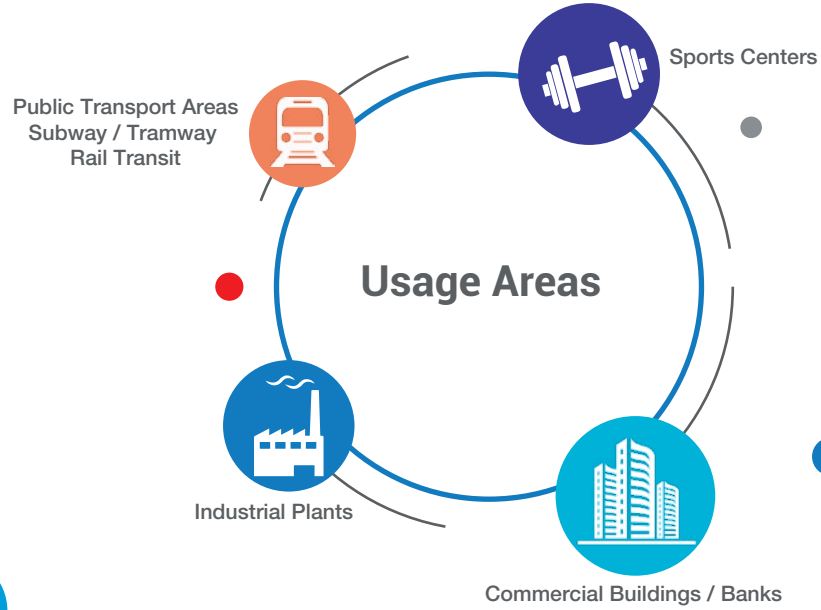 Sports Centers
Public Transport Areas
Subway / Tramway
Rail Transit
Usage Areas
Industrial Plants
Commercial Buildings / Banks